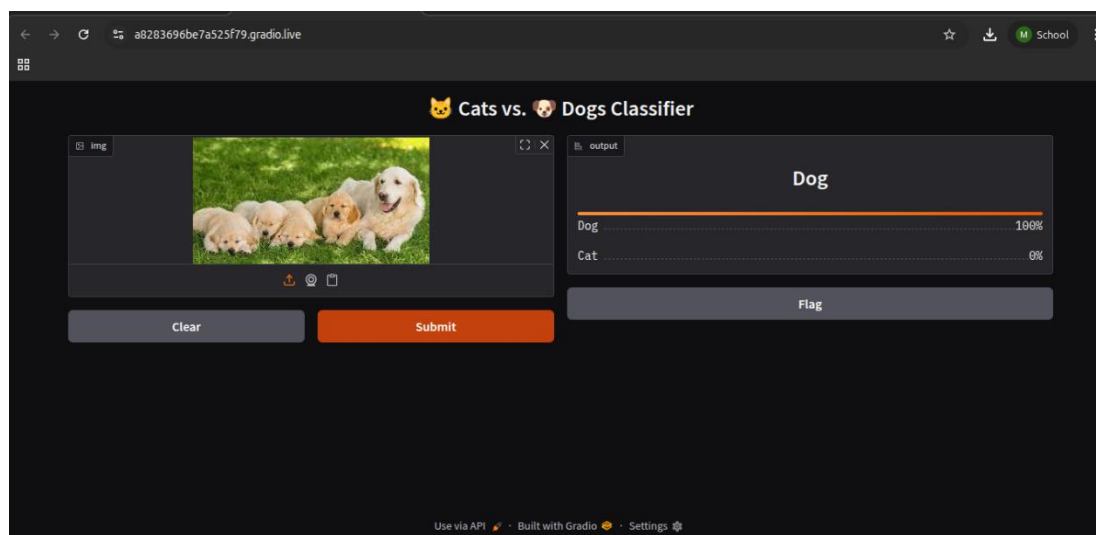 a8283696be7a525f79.gradio.live
M School
🐱 Cats vs. 🐶 Dogs Classifier
img
output
Dog
Dog 100%
Cat 0%
Clear
Submit
Flag
Use via API 🚀 · Built with Gradio · Settings